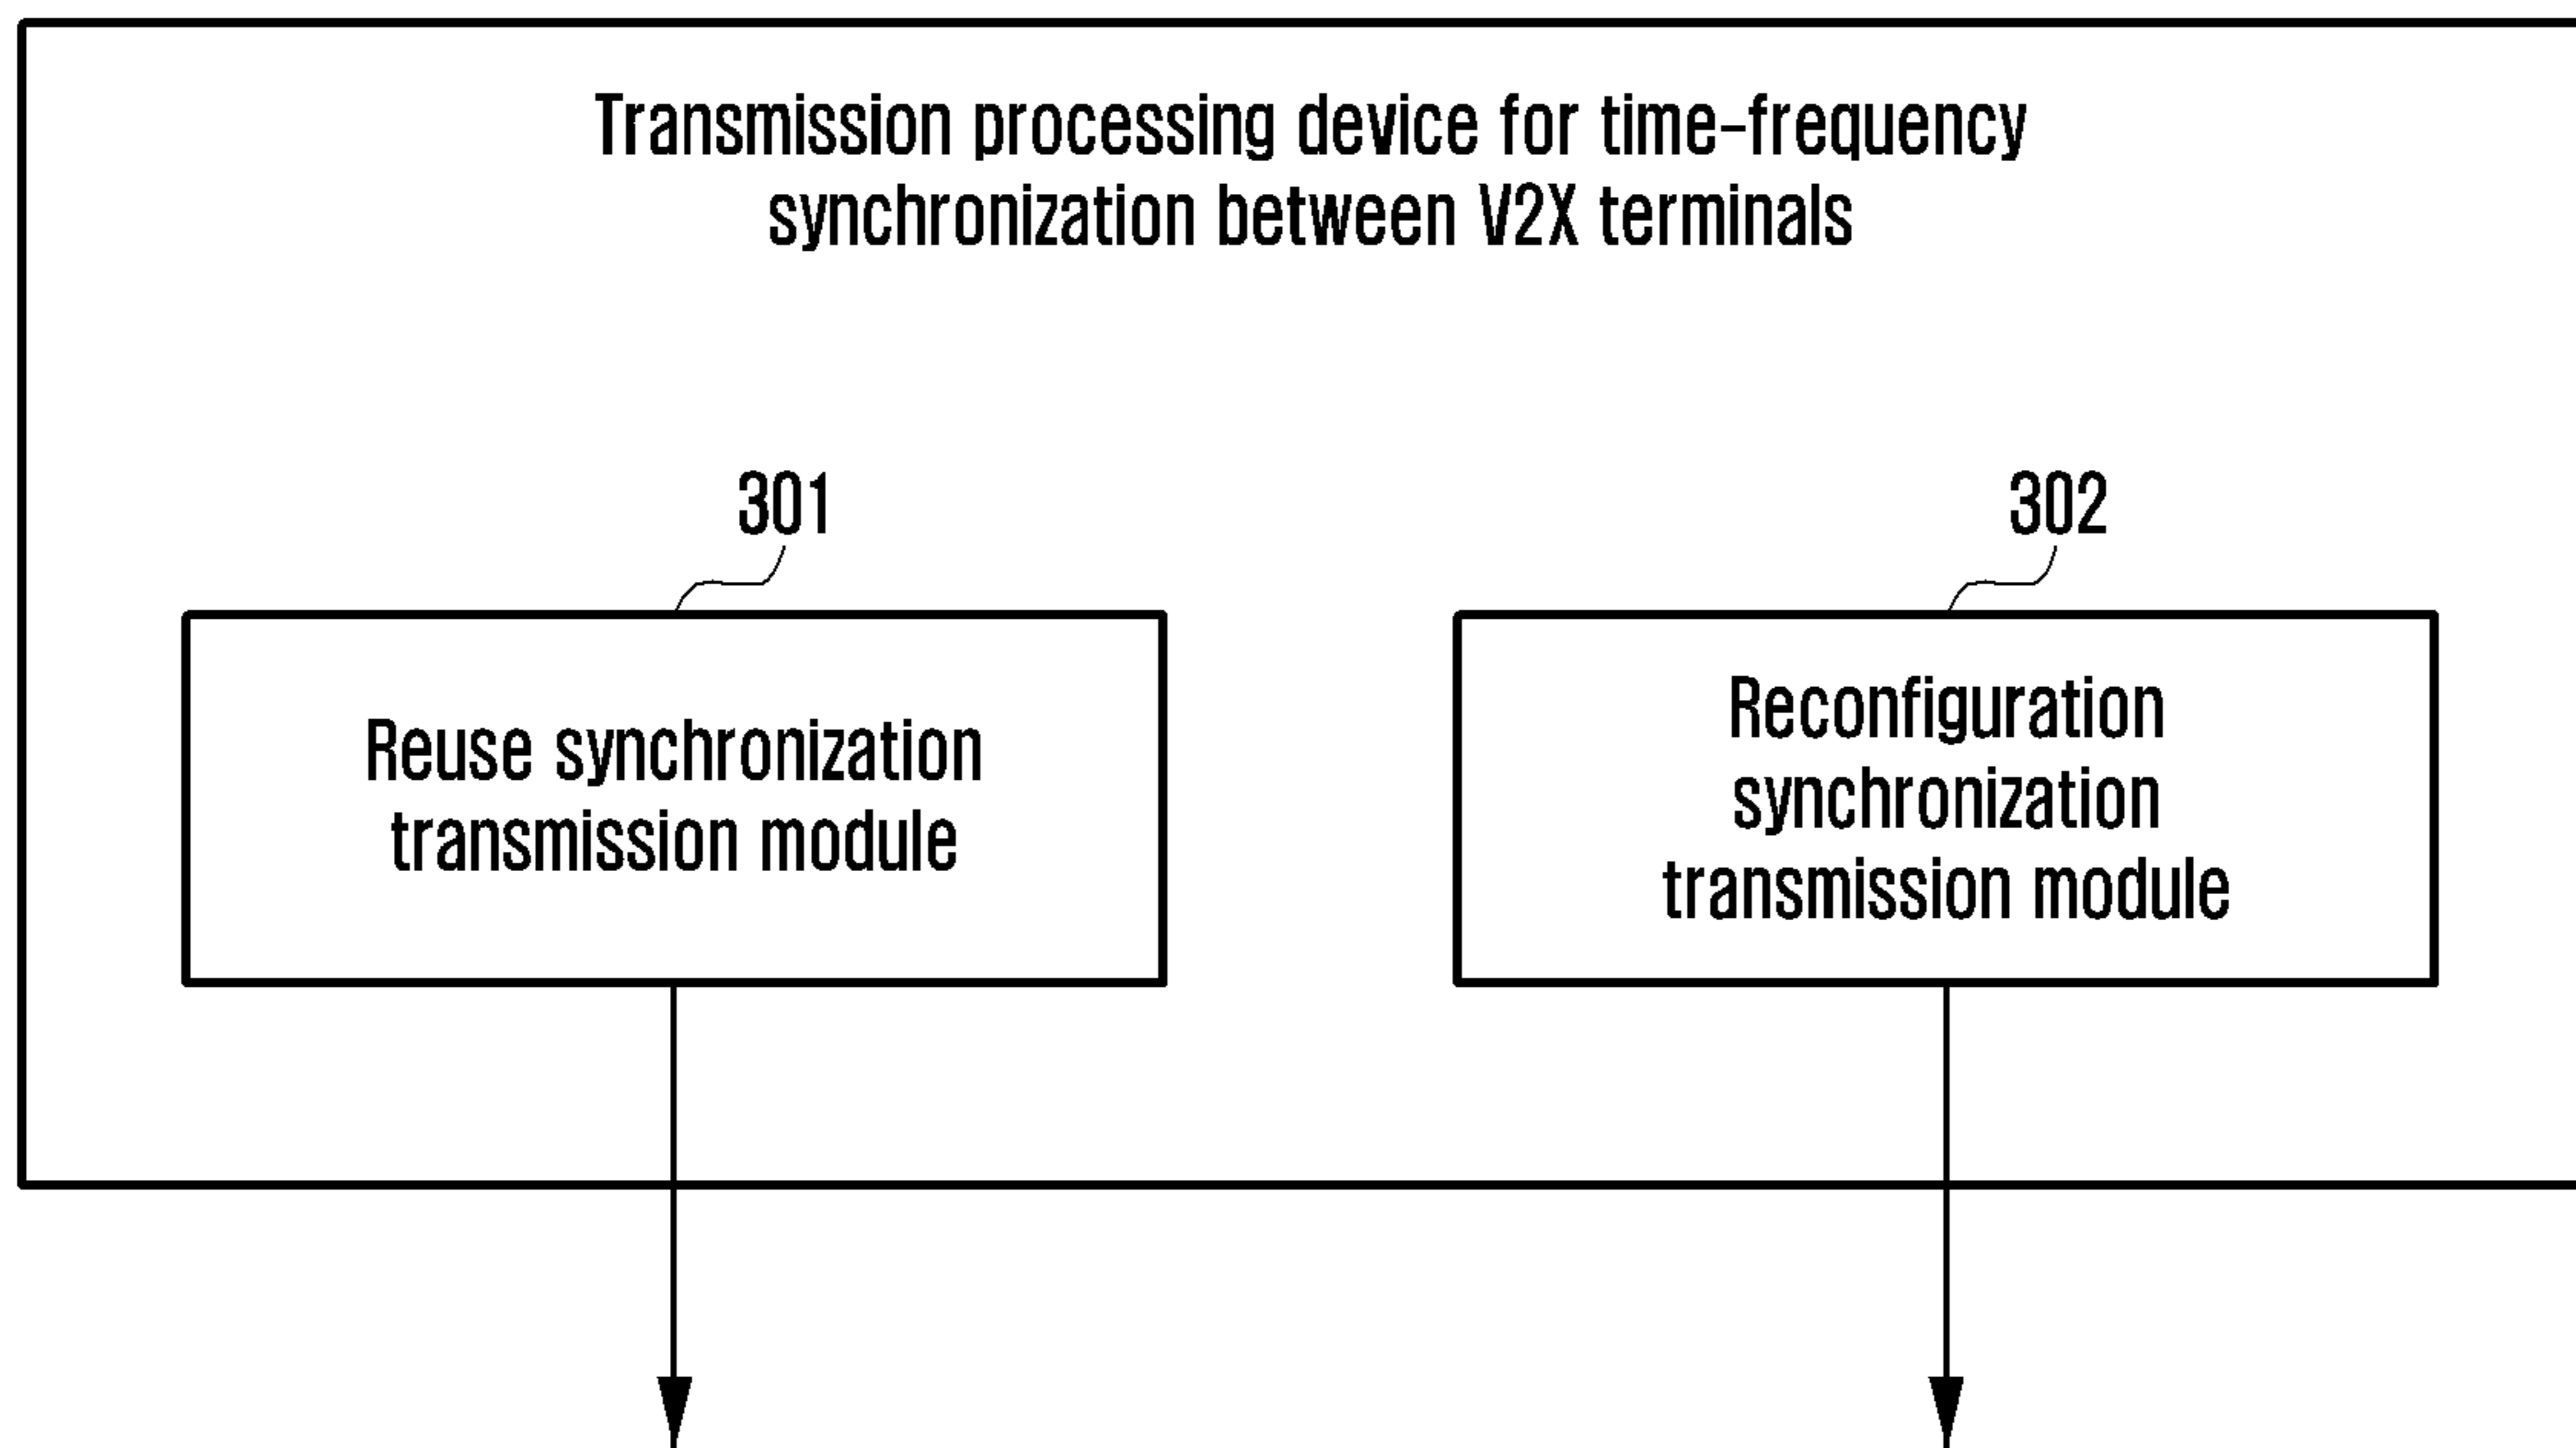 Transmission processing device for time-frequency
synchronization between V2X terminals
301
302
Reuse synchronization
transmission module
Reconfiguration
synchronization
transmission module